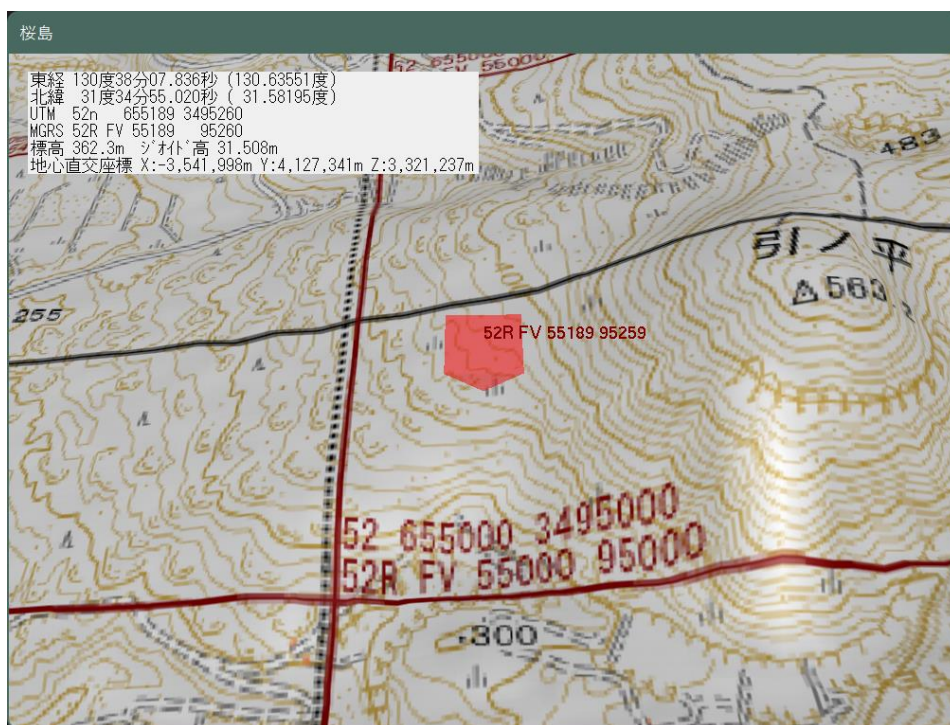 桜島
東経 130度38分07.836秒 (130.63551度)
北緯  31度34分55.020秒 ( 31.58195度)
UTM  52n   655189 3495260
MGRS 52R FV 55189   95260
標高 362.3m  ジオイド高 31.508m
地心直交座標 X:-3,541,998m Y:4,127,341m Z:3,321,237m
483
引ノ平
563
255
52R FV 55189 95259
52 655000 3495000
52R FV 55000 95000
300